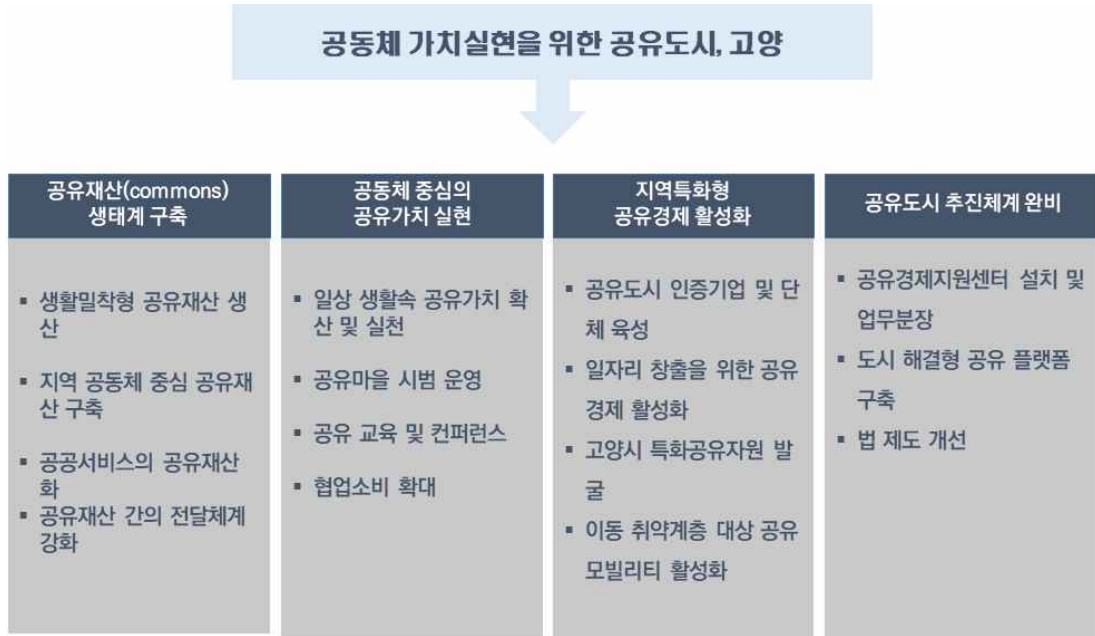 공동체 가치실현을 위한 공유도시, 고양
공유재산(commons)
생태계 구축
▪ 생활밀착형 공유재산 생
산
▪ 지역 공동체 중심 공유재
산 구축
▪ 공공서비스의 공유재산
화
▪ 공유재산 간의 전달체계
강화
공동체 중심의
공유가치 실현
▪ 일상 생활속 공유가치 확
산 및 실천
▪ 공유마을 시범 운영
▪ 공유 교육 및 컨퍼런스
▪ 협업소비 확대
지역특화형
공유경제 활성화
▪ 공유도시 인증기업 및 단
체 육성
▪ 일자리 창출을 위한 공유
경제 활성화
▪ 고양시 특화공유자원 발
굴
▪ 이동 취약계층 대상 공유
모빌리티 활성화
공유도시 추진체계 완비
▪ 공유경제지원센터 설치 및
업무분장
▪ 도시 해결형 공유 플랫폼
구축
▪ 법 제도 개선